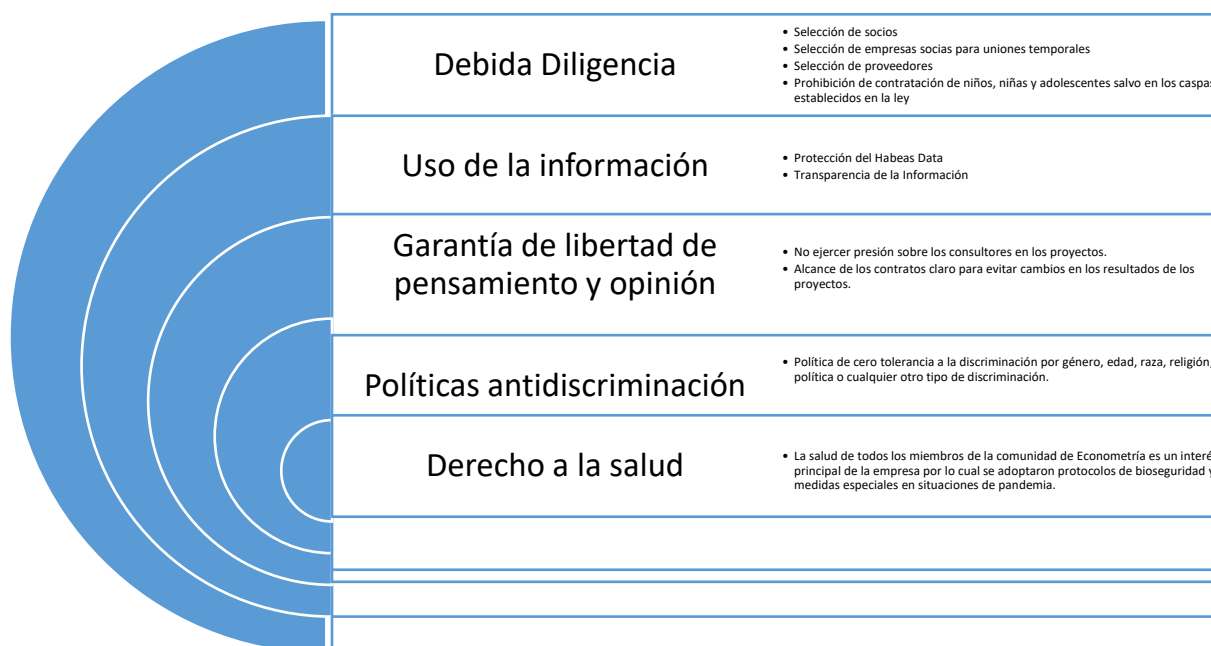 Debida Diligencia
• Selección de socios
• Selección de empresas socias para uniones temporales
• Selección de proveedores
• Prohibición de contratación de niños, niñas y adolescentes salvo en los caspas
establecidos en la ley
Uso de la información
• Protección del Habeas Data
• Transparencia de la Información
Garantía de libertad de
pensamiento y opinión
• No ejercer presión sobre los consultores en los proyectos.
• Alcance de los contratos claro para evitar cambios en los resultados de los
proyectos.
Políticas antidiscriminación
• Política de cero tolerancia a la discriminación por género, edad, raza, religión,
política o cualquier otro tipo de discriminación.
Derecho a la salud
• La salud de todos los miembros de la comunidad de Econometría es un interé
principal de la empresa por lo cual se adoptaron protocolos de bioseguridad y
medidas especiales en situaciones de pandemia.